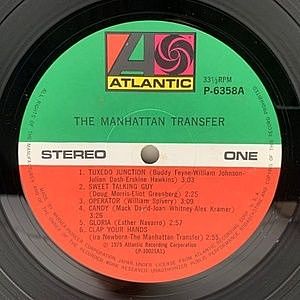 ATLANTIC
33⅓RPM
P-6358A
THE MANHATTAN TRANSFER
STEREO
ONE
1 TUXEDO JUNCTION (Buddy Feyne-William Johnson-
Julian Dash-Erskine Hawkins) 3:03
2 SWEET TALKING GUY
(Doug Morris-Eliot Greenberg) 2:25
3 OPERATOR (William Spivery) 3:09
4 CANDY (Mack David-Joan Whitney Alex Kramer)
3:26
5 GLORIA (Esther Navarro) 2:57
6 CLAP YOUR HANDS
(Ira Newborn-The Manhattan Transfer) 2:55
℗ 1975 Atlantic Recording Corporation